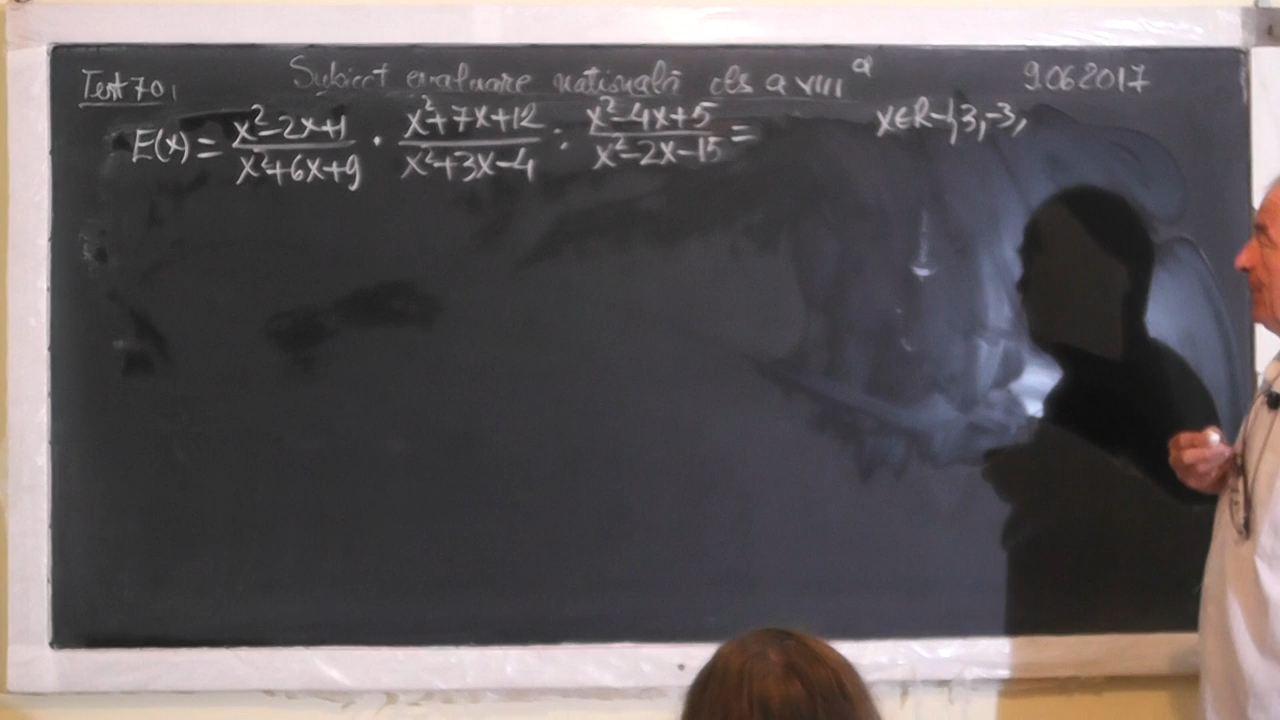 Test 70, Subiect evaluare națională cls a VIIIª 9.06 2017
E(x) = (x²-2x+1)/(x²+6x+9) · (x²+7x+12)/(x²+3x-4) : (x²-4x+5)/(x²-2x-15) = x∈R-{3,-3,